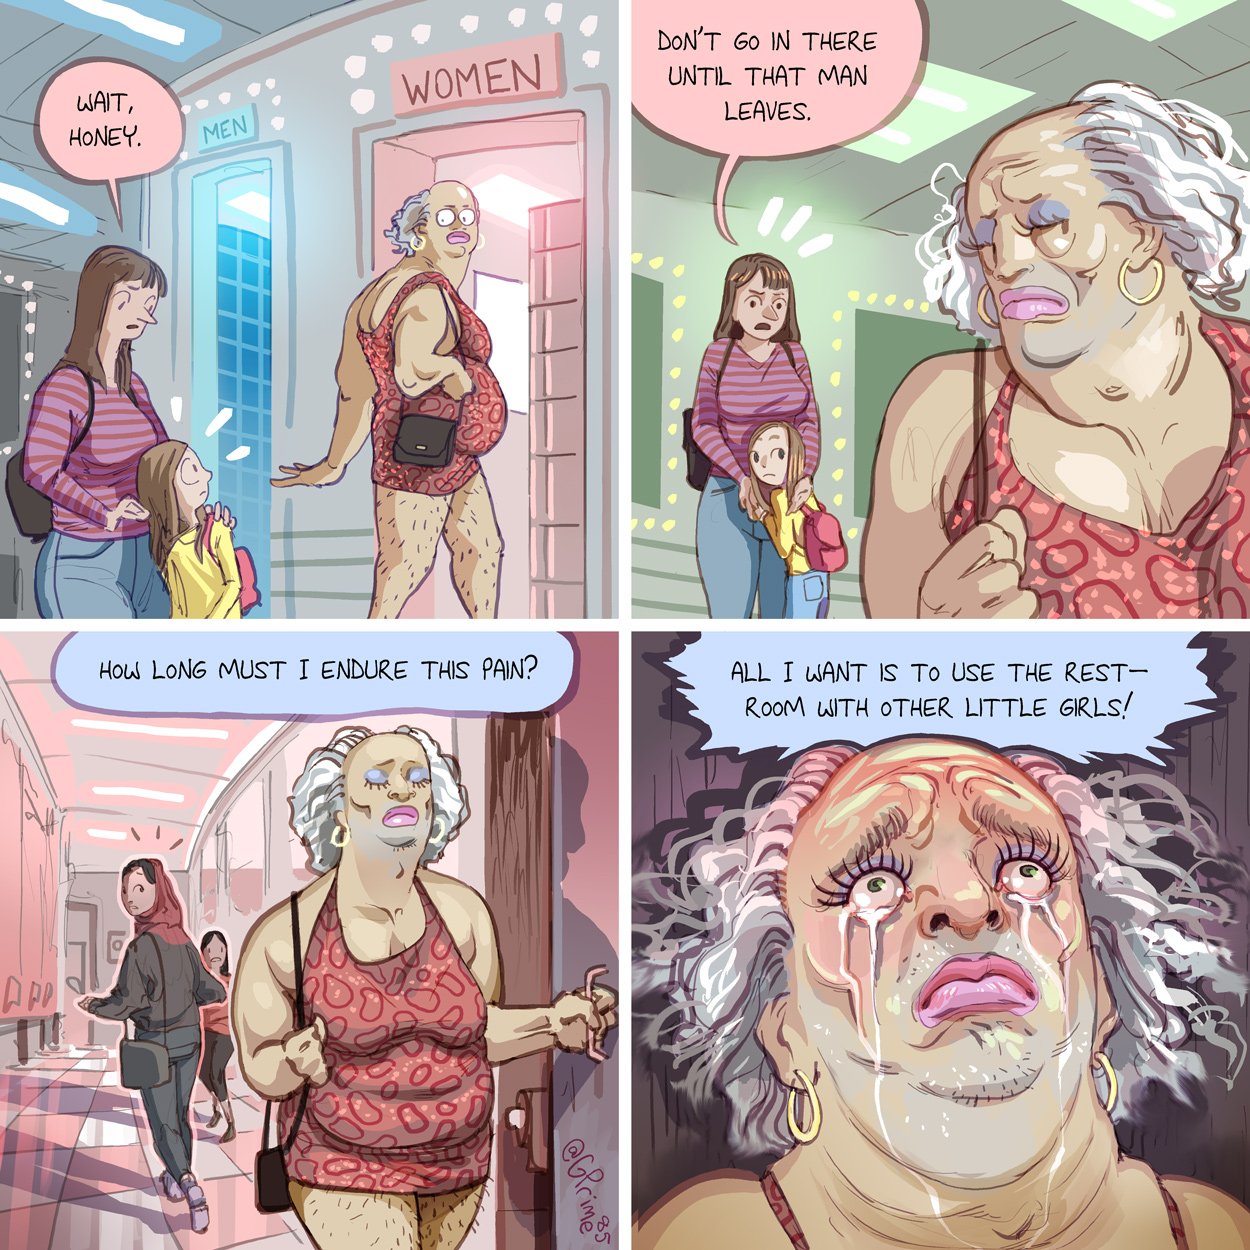 WAIT,
HONEY.
MEN
WOMEN
DON'T GO IN THERE
UNTIL THAT MAN
LEAVES.
HOW LONG MUST I ENDURE THIS PAIN?
@GPrime85
ALL I WANT IS TO USE THE REST—
ROOM WITH OTHER LITTLE GIRLS!